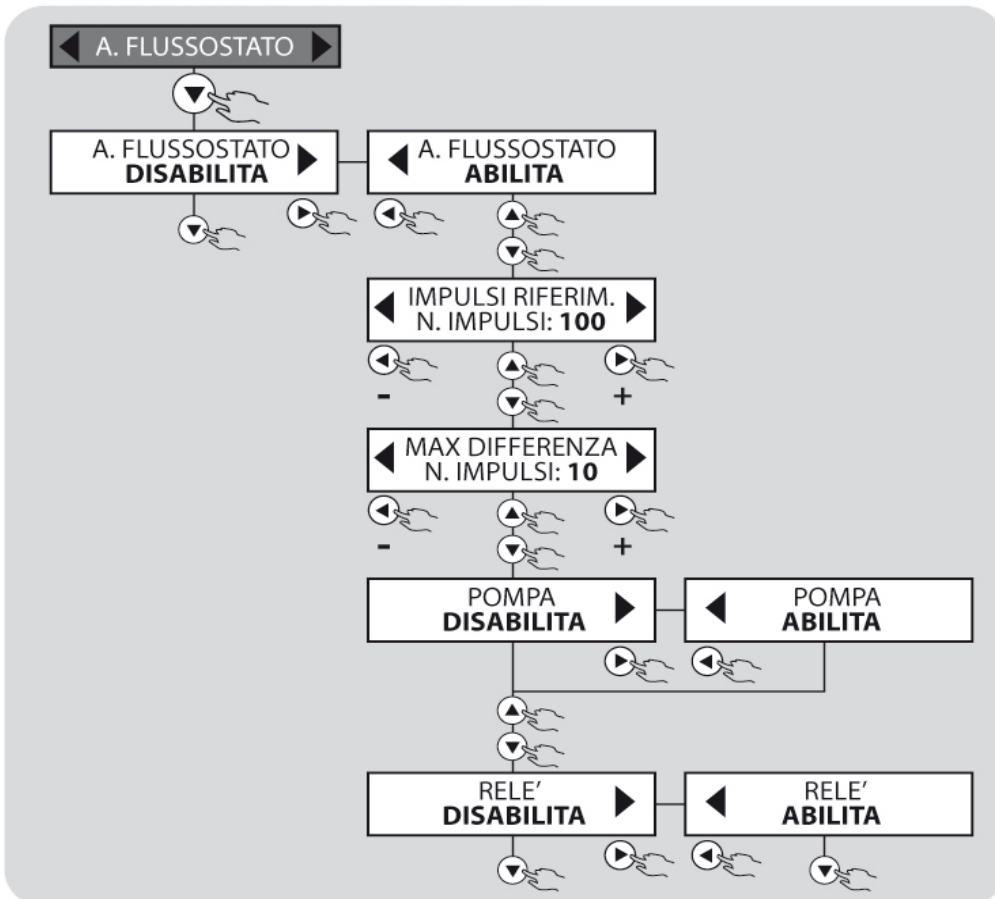 A. FLUSSOSTATO
A. FLUSSOSTATO
DISABILITA
A. FLUSSOSTATO
ABILITA
IMPULSI RIFERIM.
N. IMPULSI: 100
- +
MAX DIFFERENZA
N. IMPULSI: 10
- +
POMPA
DISABILITA
POMPA
ABILITA
RELE’
DISABILITA
RELE’
ABILITA